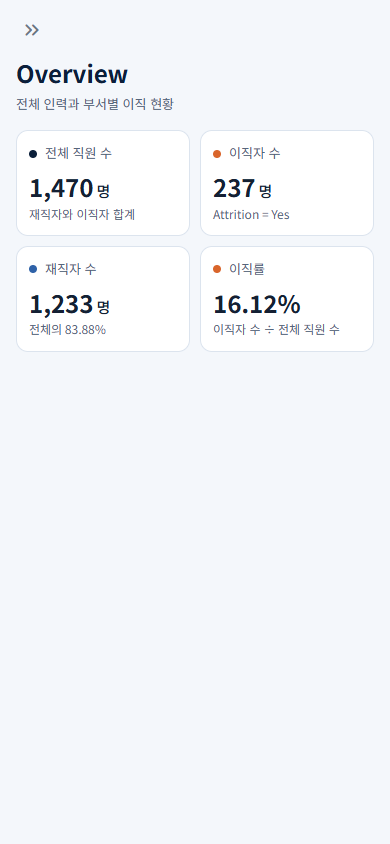 Overview
전체 인력과 부서별 이직 현황
전체 직원 수
1,470 명
재직자와 이직자 합계
이직자 수
237 명
Attrition = Yes
재직자 수
1,233 명
전체의 83.88%
이직률
16.12%
이직자 수 ÷ 전체 직원 수